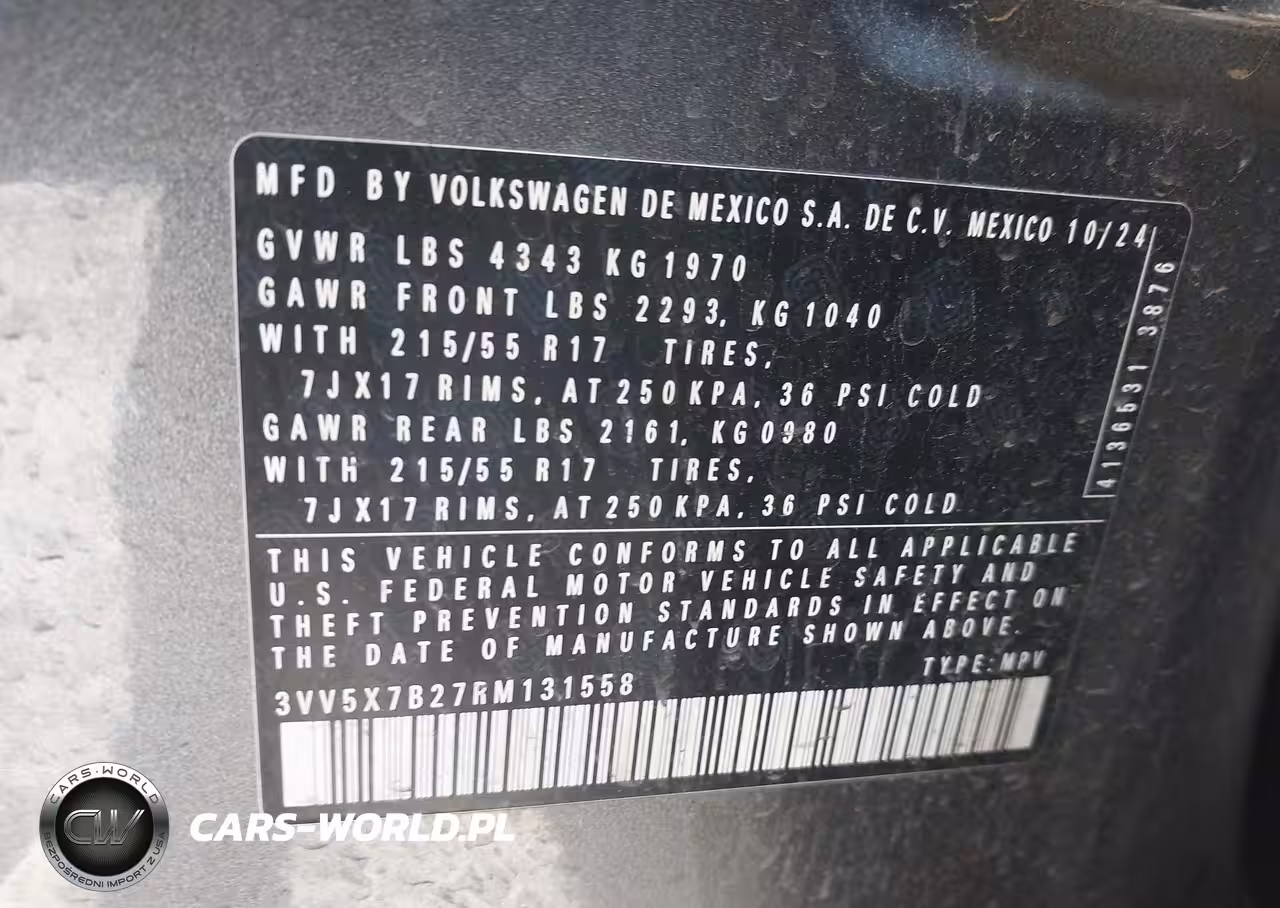 MFD BY VOLKSWAGEN DE MEXICO S.A. DE C.V. MEXICO 10/24
GVWR LBS 4343 KG 1970
GAWR FRONT LBS 2293, KG 1040
WITH 215/55 R17 TIRES,
7JX17 RIMS, AT 250 KPA, 36 PSI COLD
GAWR REAR LBS 2161, KG 0980
WITH 215/55 R17 TIRES,
7JX17 RIMS, AT 250 KPA, 36 PSI COLD
4136531 3876
THIS VEHICLE CONFORMS TO ALL APPLICABLE
U.S. FEDERAL MOTOR VEHICLE SAFETY AND
THEFT PREVENTION STANDARDS IN EFFECT ON
THE DATE OF MANUFACTURE SHOWN ABOVE.
TYPE: MPV
3VV5X7B27RM131558
CARS-WORLD
CW
BEZPOŚREDNI IMPORT Z USA
CARS-WORLD.PL